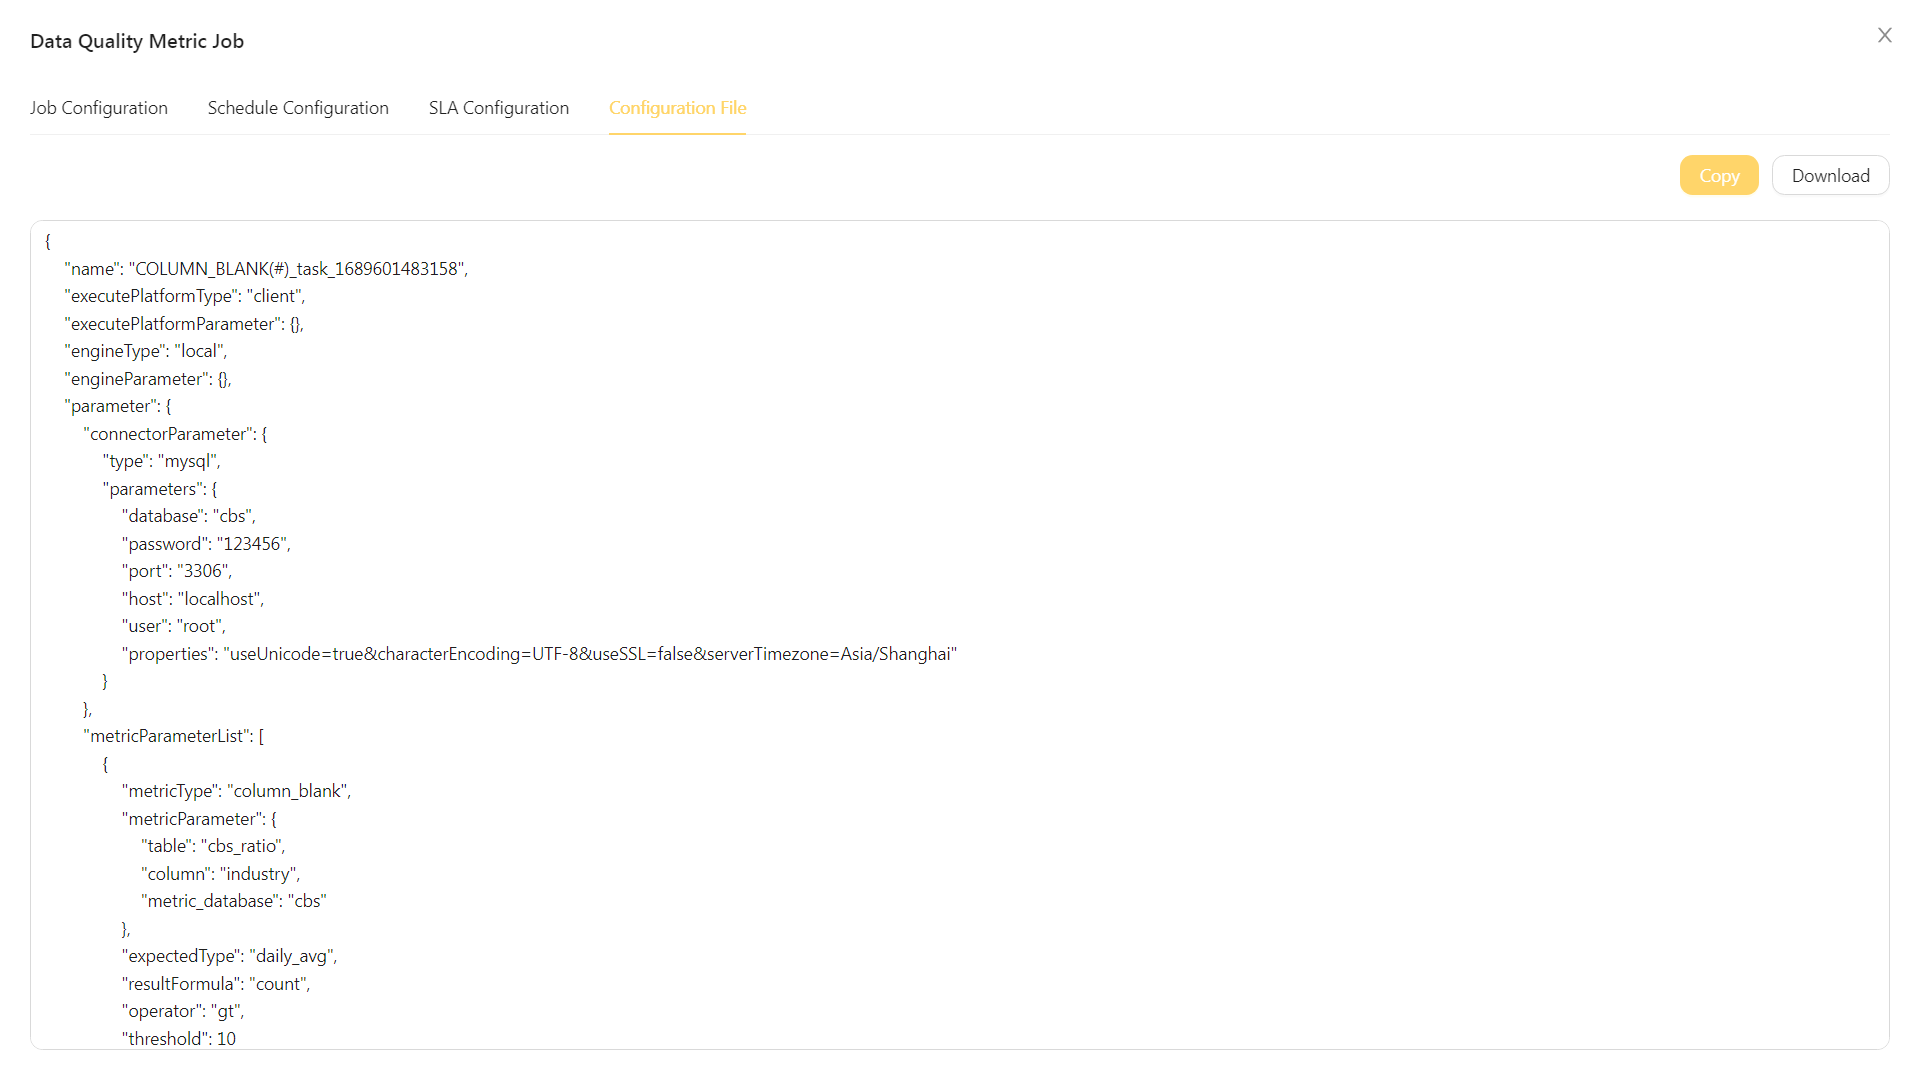 Data Quality Metric Job
Job Configuration Schedule Configuration SLA Configuration Configuration File
Copy Download
{
"name": "COLUMN_BLANK(#)_task_1689601483158",
"executePlatformType": "client",
"executePlatformParameter": {},
"engineType": "local",
"engineParameter": {},
"parameter": {
"connectorParameter": {
"type": "mysql",
"parameters": {
"database": "cbs",
"password": "123456",
"port": "3306",
"host": "localhost",
"user": "root",
"properties": "useUnicode=true&characterEncoding=UTF-8&useSSL=false&serverTimezone=Asia/Shanghai"
}
},
"metricParameterList": [
{
"metricType": "column_blank",
"metricParameter": {
"table": "cbs_ratio",
"column": "industry",
"metric_database": "cbs"
},
"expectedType": "daily_avg",
"resultFormula": "count",
"operator": "gt",
"threshold": 10